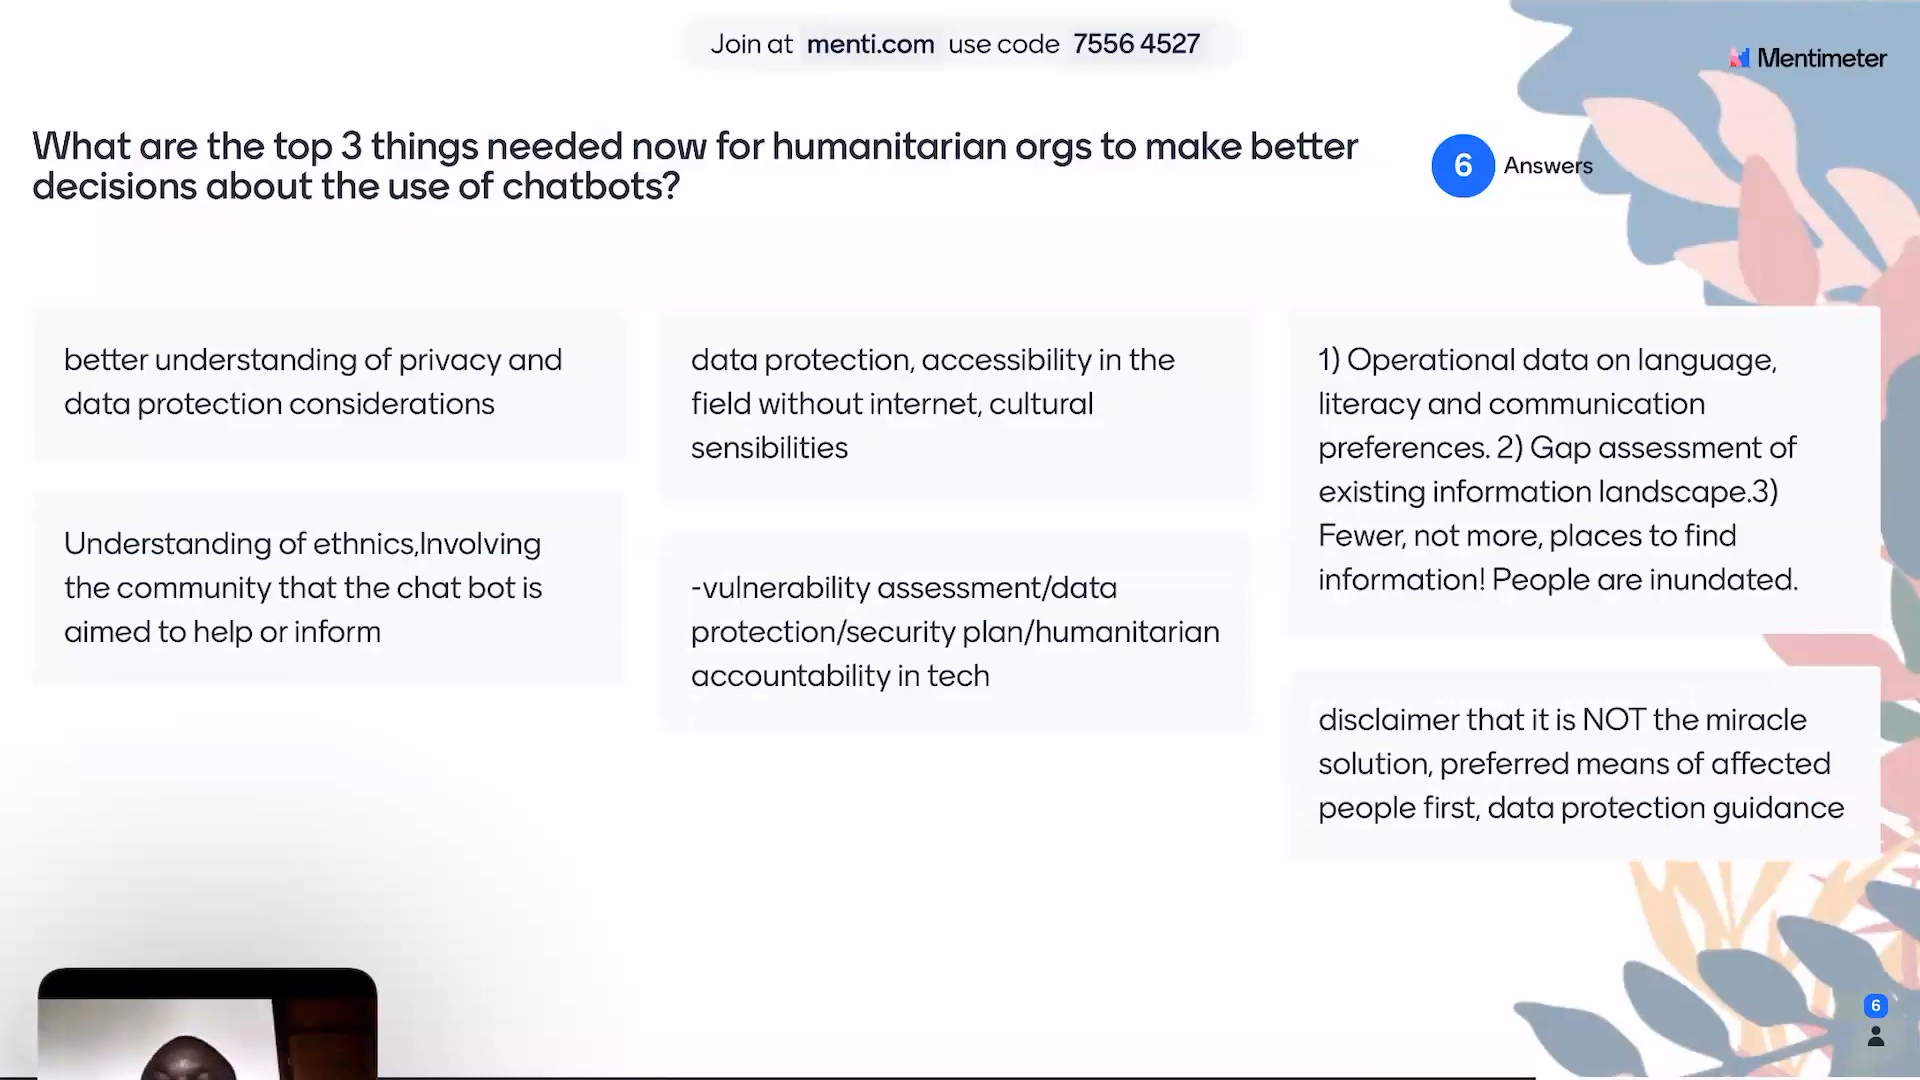 Join at menti.com use code 7556 4527
Mentimeter
What are the top 3 things needed now for humanitarian orgs to make better
decisions about the use of chatbots?
6 Answers
better understanding of privacy and
data protection considerations
Understanding of ethnics,Involving
the community that the chat bot is
aimed to help or inform
data protection, accessibility in the
field without internet, cultural
sensibilities
-vulnerability assessment/data
protection/security plan/humanitarian
accountability in tech
1) Operational data on language,
literacy and communication
preferences. 2) Gap assessment of
existing information landscape.3)
Fewer, not more, places to find
information! People are inundated.
disclaimer that it is NOT the miracle
solution, preferred means of affected
people first, data protection guidance
6